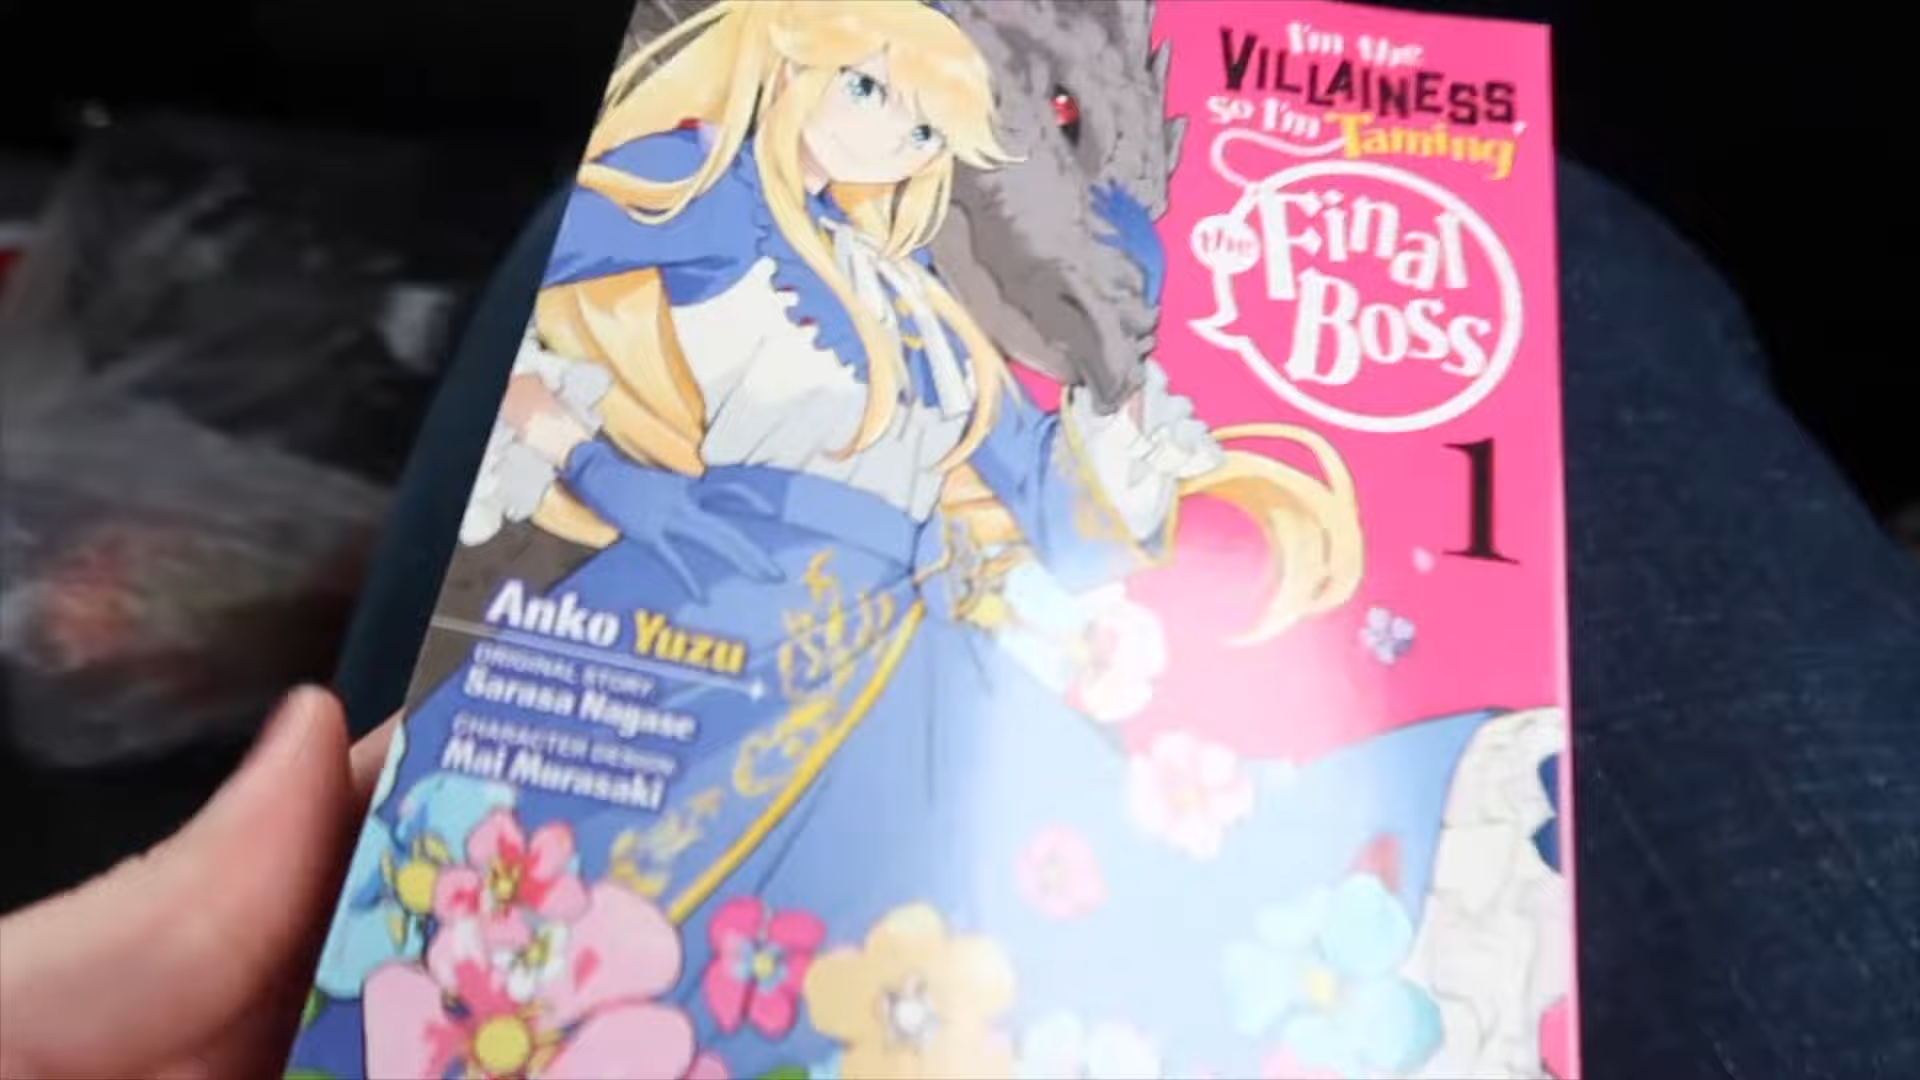 I'm the
VILLAINESS,
so I'm Taming
the Final
Boss
1
Anko Yuzu
ORIGINAL STORY
Sarasa Nagase
CHARACTER DESIGN
Mai Murasaki